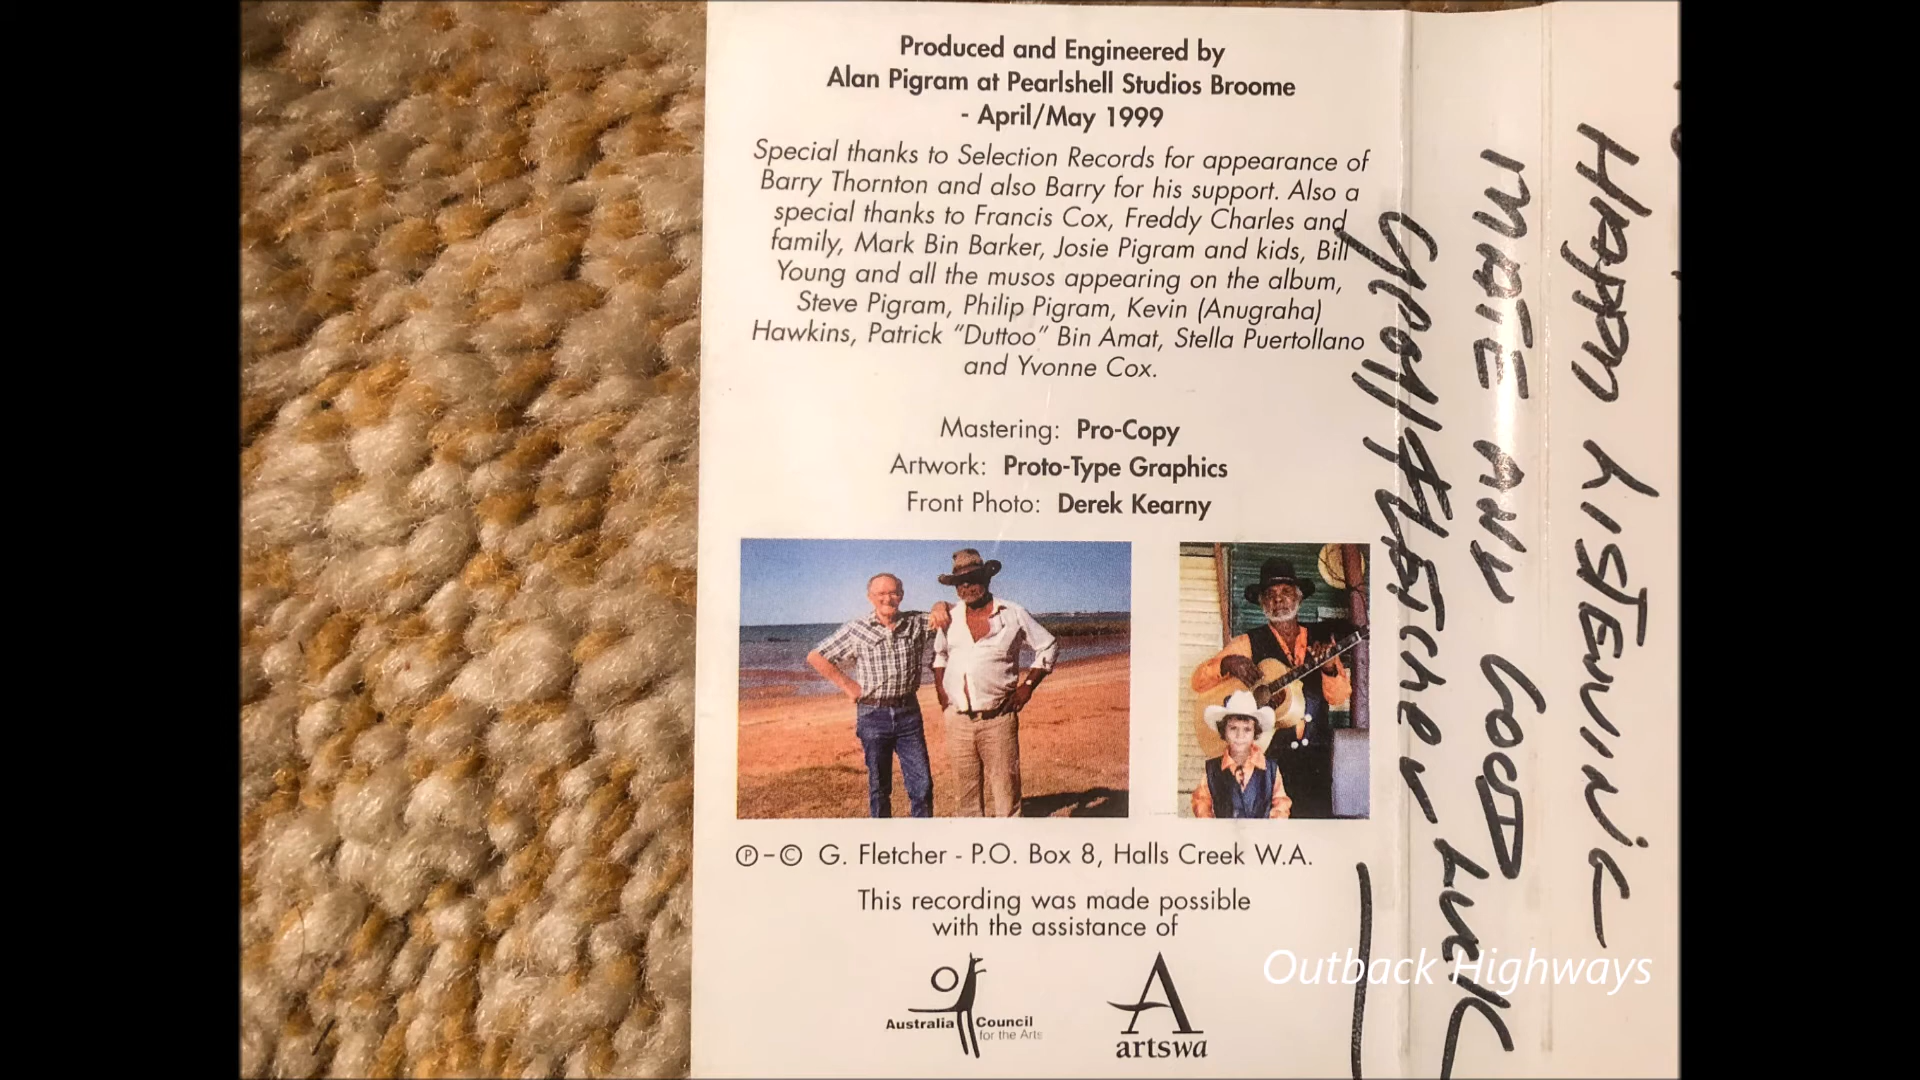 Produced and Engineered by
Alan Pigram at Pearlshell Studios Broome
- April/May 1999
Special thanks to Selection Records for appearance of
Barry Thornton and also Barry for his support. Also a
special thanks to Francis Cox, Freddy Charles and
family, Mark Bin Barker, Josie Pigram and kids, Bill
Young and all the musos appearing on the album,
Steve Pigram, Philip Pigram, Kevin (Anugraha)
Hawkins, Patrick “Duttoo” Bin Amat, Stella Puertollano
and Yvonne Cox.
Mastering: Pro-Copy
Artwork: Proto-Type Graphics
Front Photo: Derek Kearny
Ⓟ-© G. Fletcher - P.O. Box 8, Halls Creek W.A.
This recording was made possible
with the assistance of
Australia Council
for the Arts
artswa
LISTENING
MATE AND GOOD
LUCK
Outback Highways